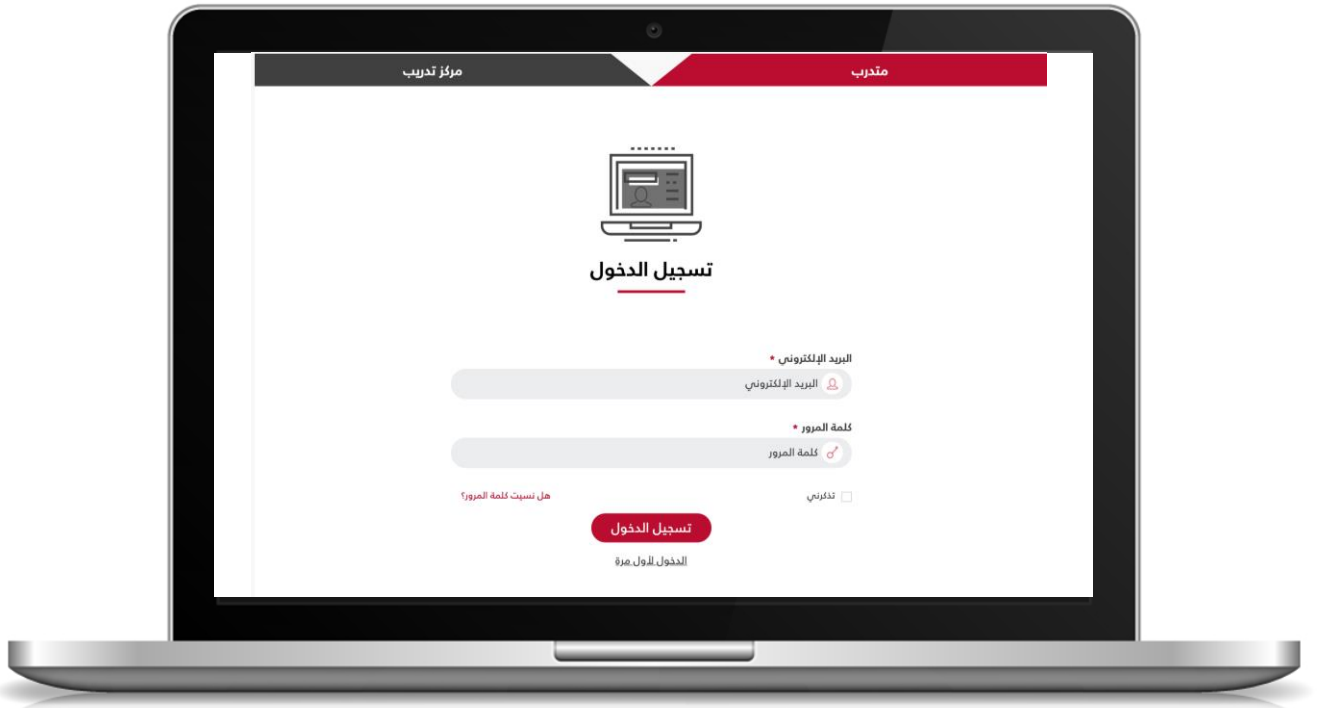 متدرب
مركز تدريب
تسجيل الدخول
البريد الإلكتروني *
البريد الإلكتروني
كلمة المرور *
كلمة المرور
تذكرني
هل نسيت كلمة المرور؟
تسجيل الدخول
الدخول لأول مرة